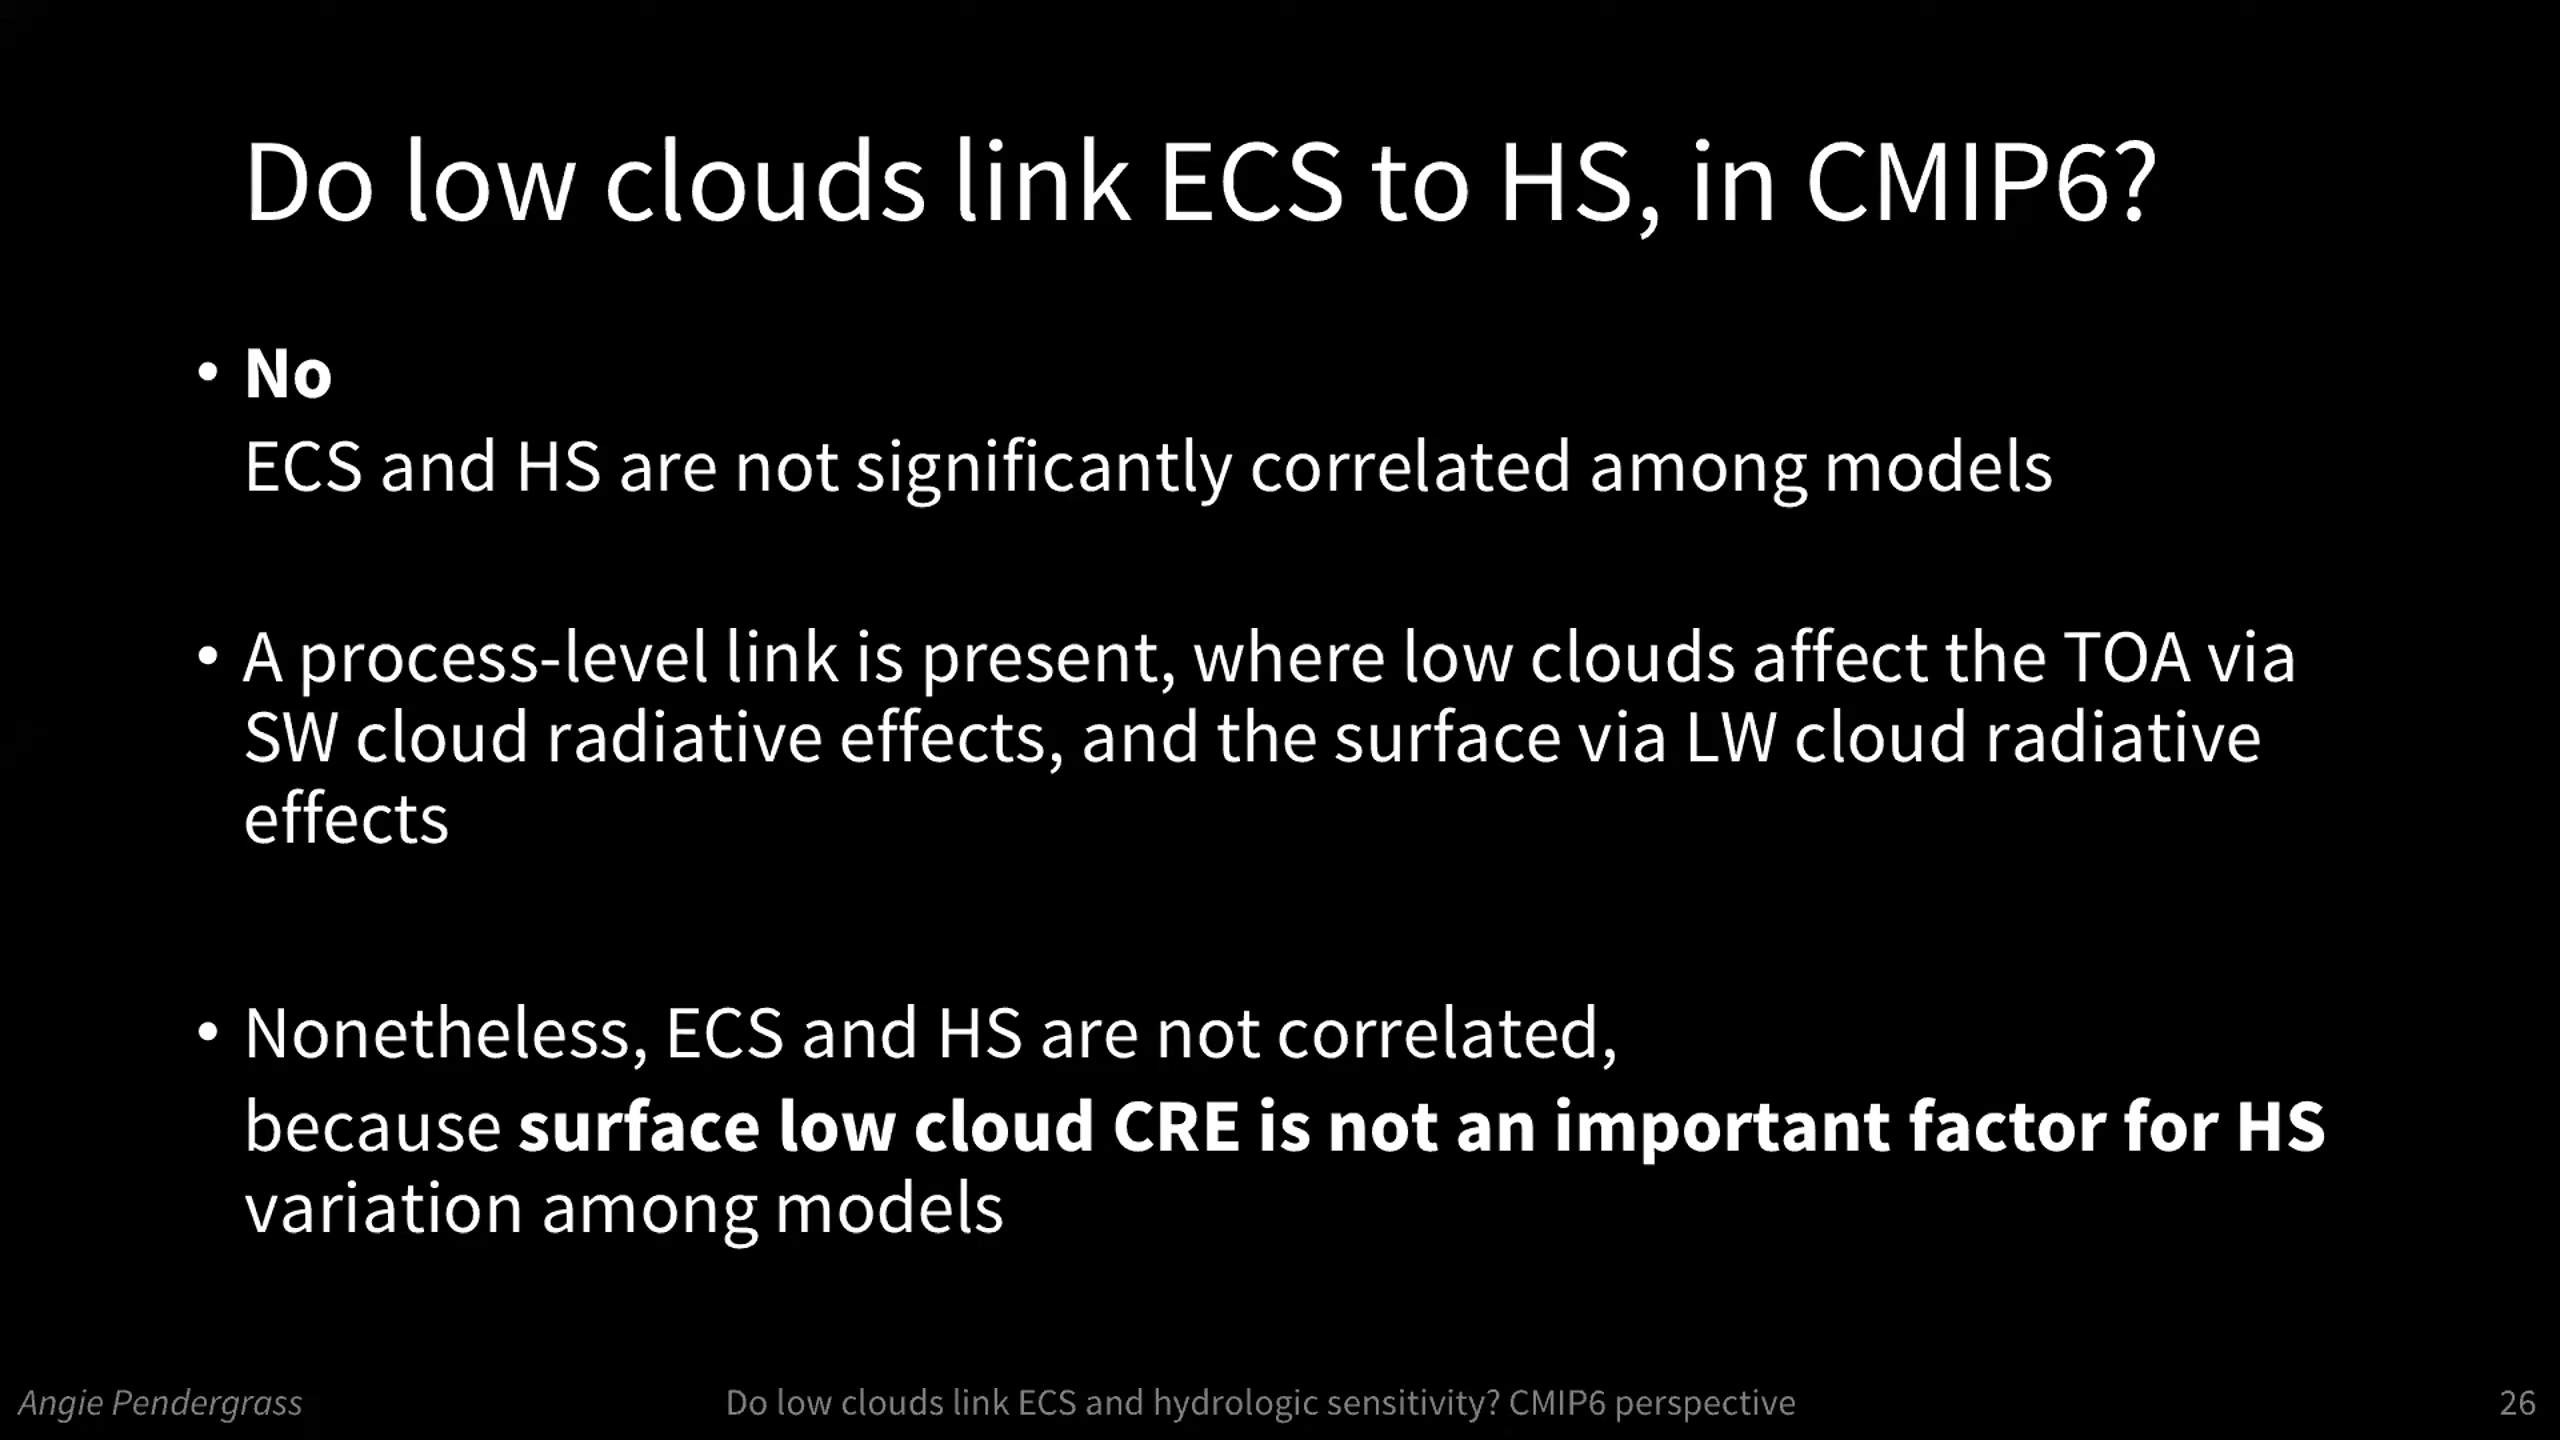 Do low clouds link ECS to HS, in CMIP6?
• No
ECS and HS are not significantly correlated among models
• A process-level link is present, where low clouds affect the TOA via
SW cloud radiative effects, and the surface via LW cloud radiative
effects
• Nonetheless, ECS and HS are not correlated,
because surface low cloud CRE is not an important factor for HS
variation among models
Angie Pendergrass
Do low clouds link ECS and hydrologic sensitivity? CMIP6 perspective
26